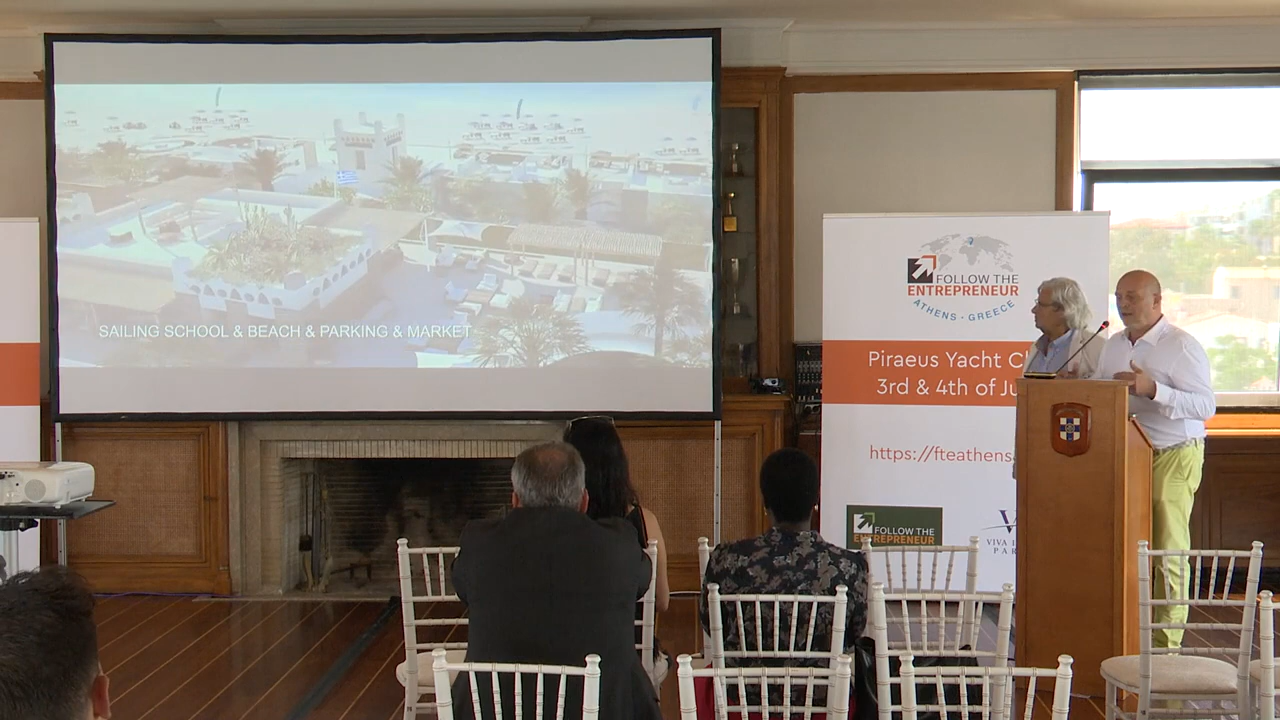 SAILING SCHOOL & BEACH & PARKING & MARKET
FOLLOW THE
ENTREPRENEUR
ATHENS - GREECE
Piraeus Yacht
3rd & 4th of
https://fteathens
FOLLOW THE
ENTREPRENEUR
VIVA